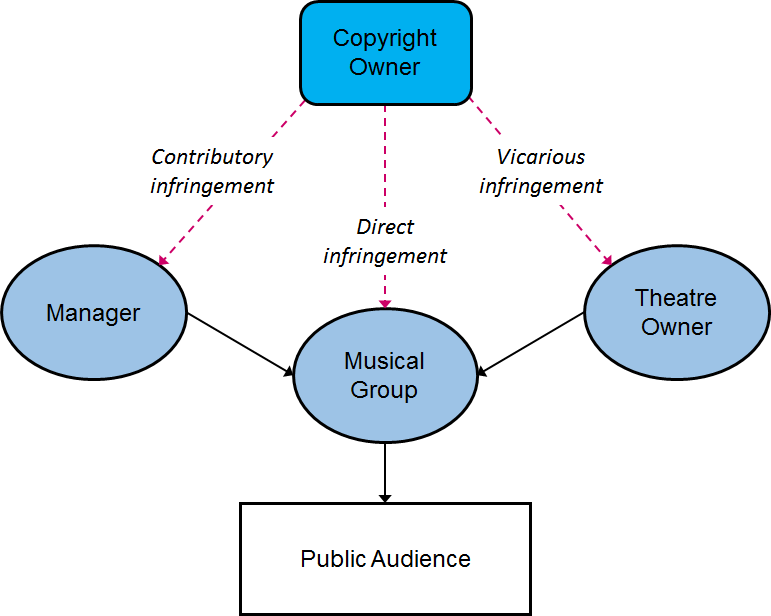 Copyright
Owner
Contributory
infringement
Vicarious
infringement
Direct
infringement
Manager
Theatre
Owner
Musical
Group
Public Audience